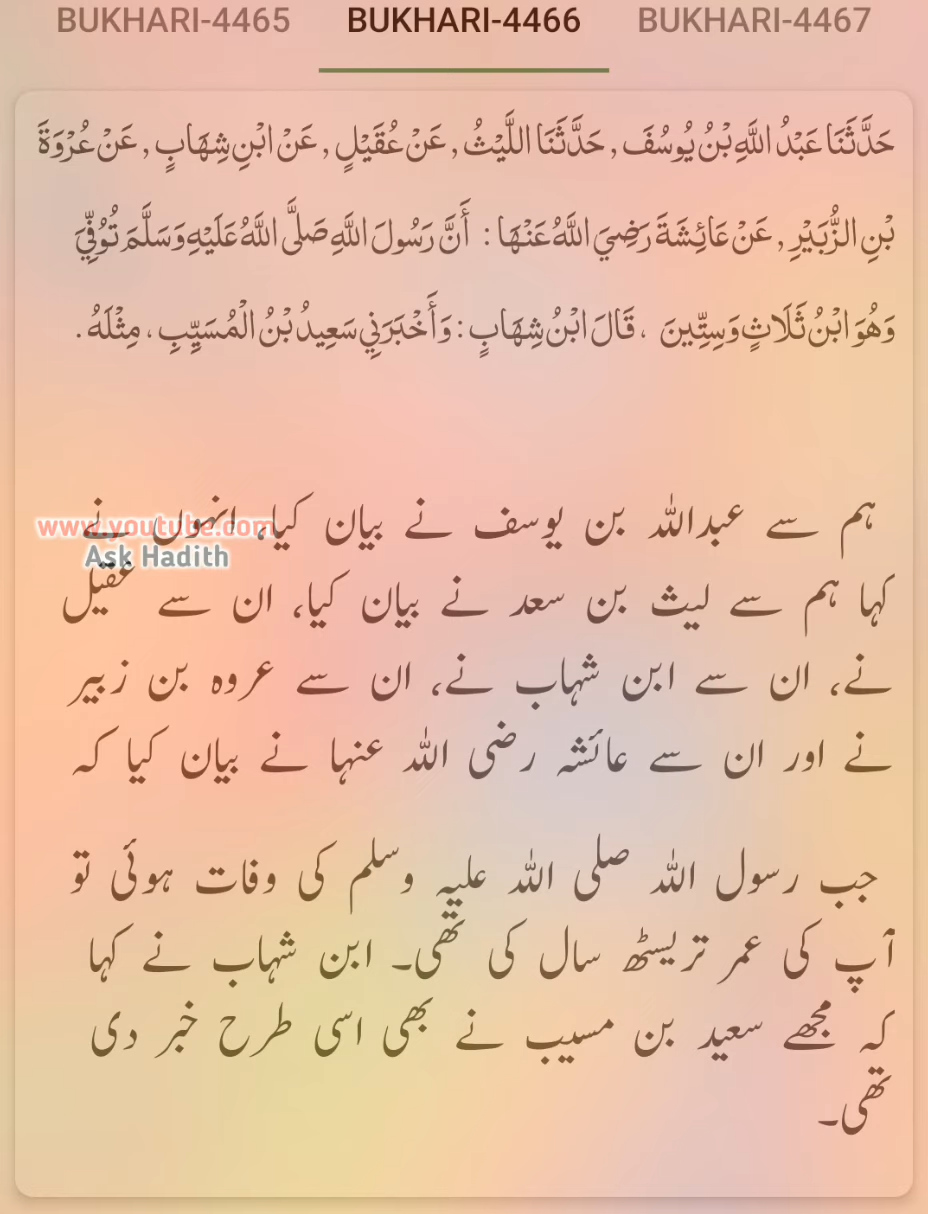 BUKHARI-4465 BUKHARI-4466 BUKHARI-4467
حَدَّثَنَا عَبْدُ اللَّهِ بْنُ يُوسُفَ , حَدَّثَنَا اللَّيْثُ , عَنْ عُقَيْلٍ , عَنْ ابْنِ شِهَابٍ , عَنْ عُرْوَةَ
بْنِ الزُّبَيْرِ , عَنْ عَائِشَةَ رَضِيَ اللَّهُ عَنْهَا : أَنَّ رَسُولَ اللَّهِ صَلَّى اللَّهُ عَلَيْهِ وَسَلَّمَ تُوُفِّيَ
وَهُوَ ابْنُ ثَلَاثٍ وَسِتِّينَ ، قَالَ ابْنُ شِهَابٍ : وَأَخْبَرَنِي سَعِيدُ بْنُ الْمُسَيِّبِ ، مِثْلَهُ .
ہم سے عبداللہ بن یوسف نے بیان کیا، انہوں نے
www.youtube.com
Ask Hadith
کہا ہم سے لیث بن سعد نے بیان کیا، ان سے عقیل
نے، ان سے ابن شہاب نے، ان سے عروہ بن زبیر
نے اور ان سے عائشہ رضی اللہ عنہا نے بیان کیا کہ
جب رسول اللہ صلی اللہ علیہ وسلم کی وفات ہوئی تو
آپ کی عمر تریسٹھ سال کی تھی۔ ابن شہاب نے کہا
کہ مجھے سعید بن مسیب نے بھی اسی طرح خبر دی
تھی۔